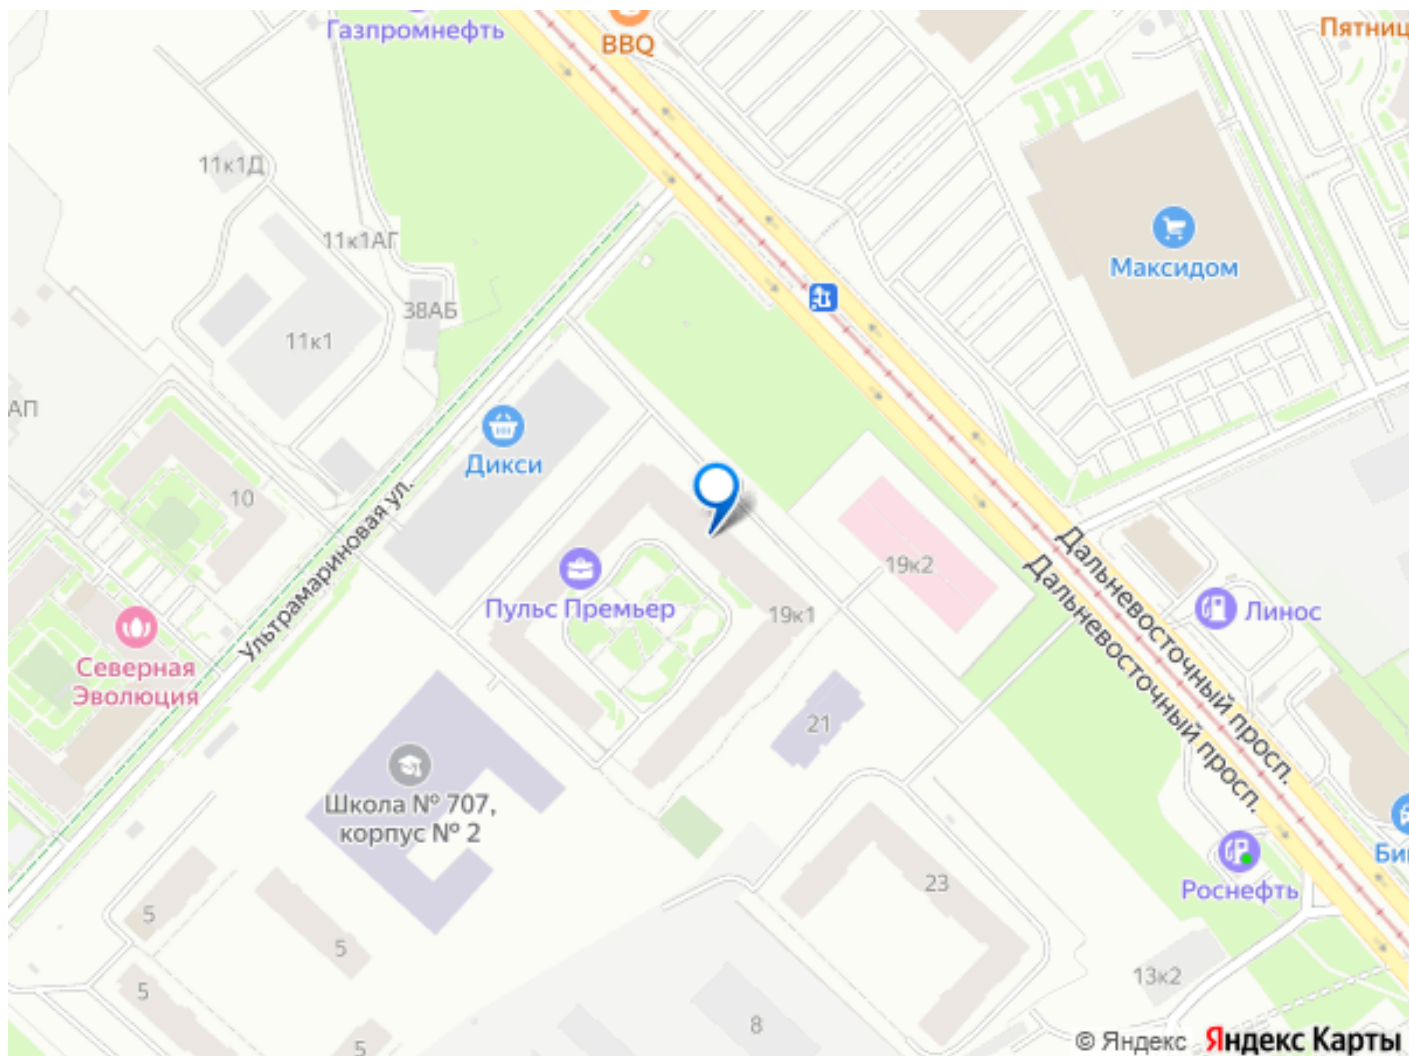 Газпромнефть
BBQ
Пятниц
11к1Д
11к1АГ
Максидом
38АБ
11к1
АП
Дикси
10
Ультрамариновая ул.
19к2
Дальневосточный просп.
Дальневосточный просп.
Пульс Премьер
19к1
Линос
Северная
Эволюция
21
Школа № 707,
корпус № 2
Би
Роснефть
23
5
5
13к2
5
8
5
© Яндекс Яндекс Карты